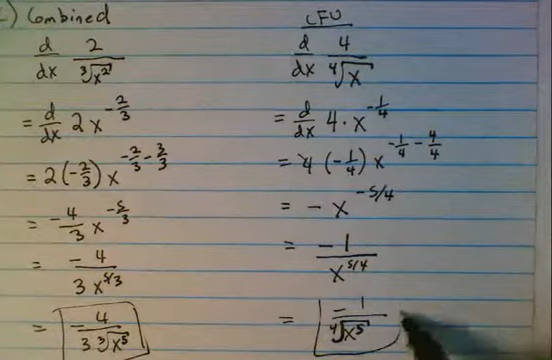 c) Combined
d/dx 2/∛x²
= d/dx 2x^(-2/3)
= 2(-2/3)x^(-2/3 - 3/3)
= -4/3 x^(-5/3)
= -4/(3x^(5/3))
= -4/(3∛x⁵)
CFU
d/dx 4/∜x
= d/dx 4·x^(-1/4)
= 4(-1/4)x^(-1/4 - 4/4)
= -x^(-5/4)
= -1/x^(5/4)
= -1/∜x⁵